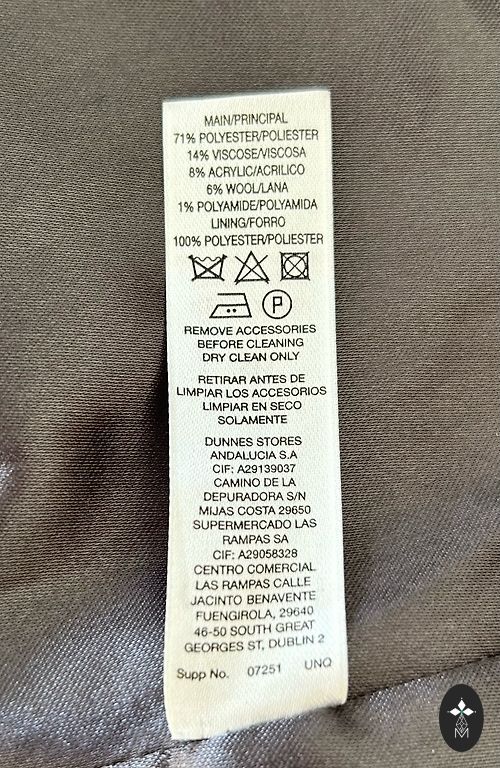 MAIN/PRINCIPAL
71% POLYESTER/POLIESTER
14% VISCOSE/VISCOSA
8% ACRYLIC/ACRILICO
6% WOOL/LANA
1% POLYAMIDE/POLYAMIDA
LINING/FORRO
100% POLYESTER/POLIESTER
P
REMOVE ACCESSORIES
BEFORE CLEANING
DRY CLEAN ONLY
RETIRAR ANTES DE
LIMPIAR LOS ACCESORIOS
LIMPIAR EN SECO
SOLAMENTE
DUNNES STORES
ANDALUCIA S.A
CIF: A29139037
CAMINO DE LA
DEPURADORA S/N
MIJAS COSTA 29650
SUPERMERCADO LAS
RAMPAS SA
CIF: A29058328
CENTRO COMERCIAL
LAS RAMPAS CALLE
JACINTO BENAVENTE
FUENGIROLA, 29640
46-50 SOUTH GREAT
GEORGES ST, DUBLIN 2
Supp No. 07251 UNQ
M